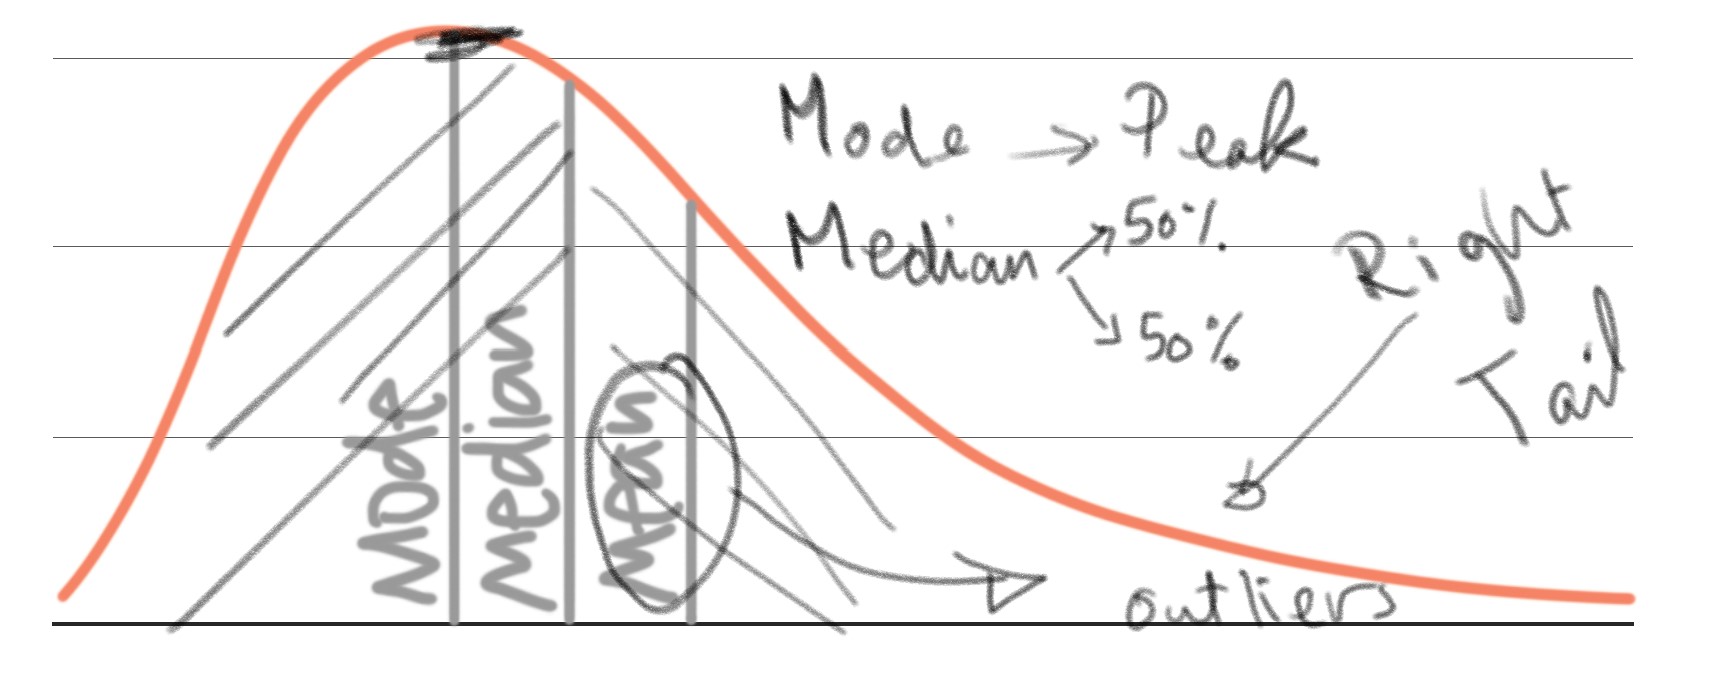 Mode → Peak
Median → 50%.
→ 50%
Right
Tail
Mode
Median
Mean
outliers